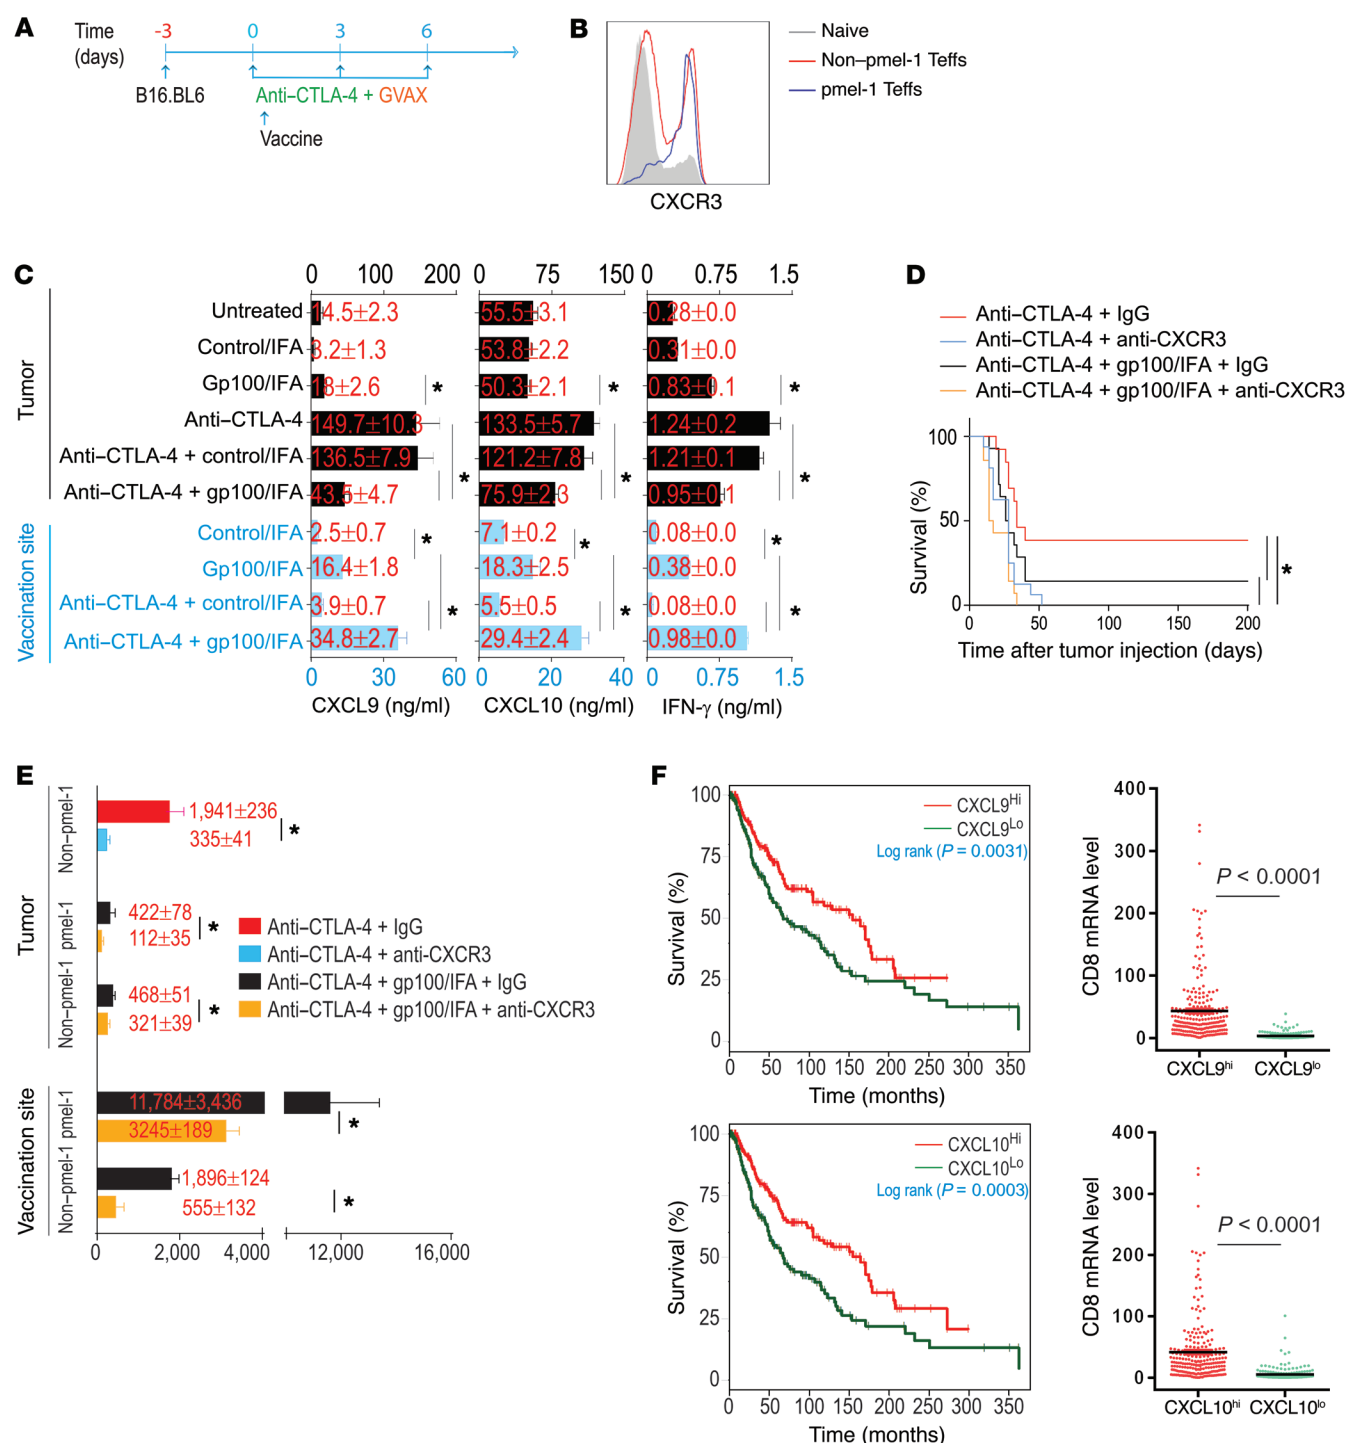 A
Time
(days)
-3
0
3
6
B16.BL6
Anti–CTLA-4 + GVAX
Vaccine
B
CXCR3
Naive
Non–pmel-1 Teffs
pmel-1 Teffs
C
0 100 200
0 75 150
0 0.75 1.5
Tumor
Untreated 14.5±2.3 55.5±3.1 0.28±0.0
Control/IFA 3.2±1.3 53.8±2.2 0.31±0.0
Gp100/IFA 18±2.6 * 50.3±2.1 * 0.83±0.1 *
Anti–CTLA-4 149.7±10.3 133.5±5.7 1.24±0.2
Anti–CTLA-4 + control/IFA 136.5±7.9 * 121.2±7.8 * 1.21±0.1 *
Anti–CTLA-4 + gp100/IFA 43.5±4.7 75.9±2.3 0.95±0.1
Vaccination site
Control/IFA 2.5±0.7 * 7.1±0.2 * 0.08±0.0 *
Gp100/IFA 16.4±1.8 18.3±2.5 0.38±0.0
Anti–CTLA-4 + control/IFA 3.9±0.7 * 5.5±0.5 * 0.08±0.0 *
Anti–CTLA-4 + gp100/IFA 34.8±2.7 29.4±2.4 0.98±0.0
0 30 60
0 20 40
0 0.75 1.5
CXCL9 (ng/ml)
CXCL10 (ng/ml)
IFN-γ (ng/ml)
D
Anti–CTLA-4 + IgG
Anti–CTLA-4 + anti-CXCR3
Anti–CTLA-4 + gp100/IFA + IgG
Anti–CTLA-4 + gp100/IFA + anti-CXCR3
Survival (%)
100
50
0
*
0 50 100 150 200
Time after tumor injection (days)
E
Tumor
Non–pmel-1
1,941±236
335±41
*
pmel-1
422±78
112±35
*
Non–pmel-1
468±51
321±39
*
Anti–CTLA-4 + IgG
Anti–CTLA-4 + anti-CXCR3
Anti–CTLA-4 + gp100/IFA + IgG
Anti–CTLA-4 + gp100/IFA + anti-CXCR3
Vaccination site
pmel-1
11,784±3,436
3245±189
*
Non–pmel-1
1,896±124
555±132
*
0 2,000 4,000 12,000 16,000
F
Survival (%)
100
75
50
25
0
CXCL9Hi
CXCL9Lo
Log rank (P = 0.0031)
0 50 100 150 200 250 300 350
Time (months)
CD8 mRNA level
400
300
200
100
0
P < 0.0001
CXCL9hi CXCL9lo
Survival (%)
100
75
50
25
0
CXCL10Hi
CXCL10Lo
Log rank (P = 0.0003)
0 50 100 150 200 250 300 350
Time (months)
CD8 mRNA level
400
300
200
100
0
P < 0.0001
CXCL10hi CXCL10lo